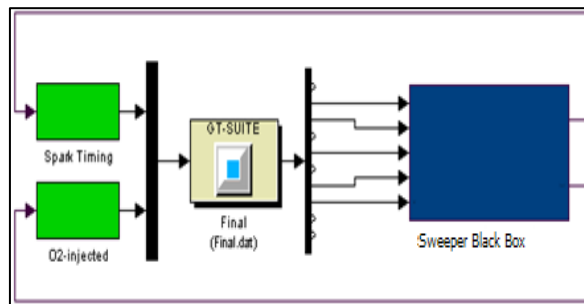 GT-SUITE
Spark Timing
Final
(Final.dat)
O2-injected
Sweeper Black Box